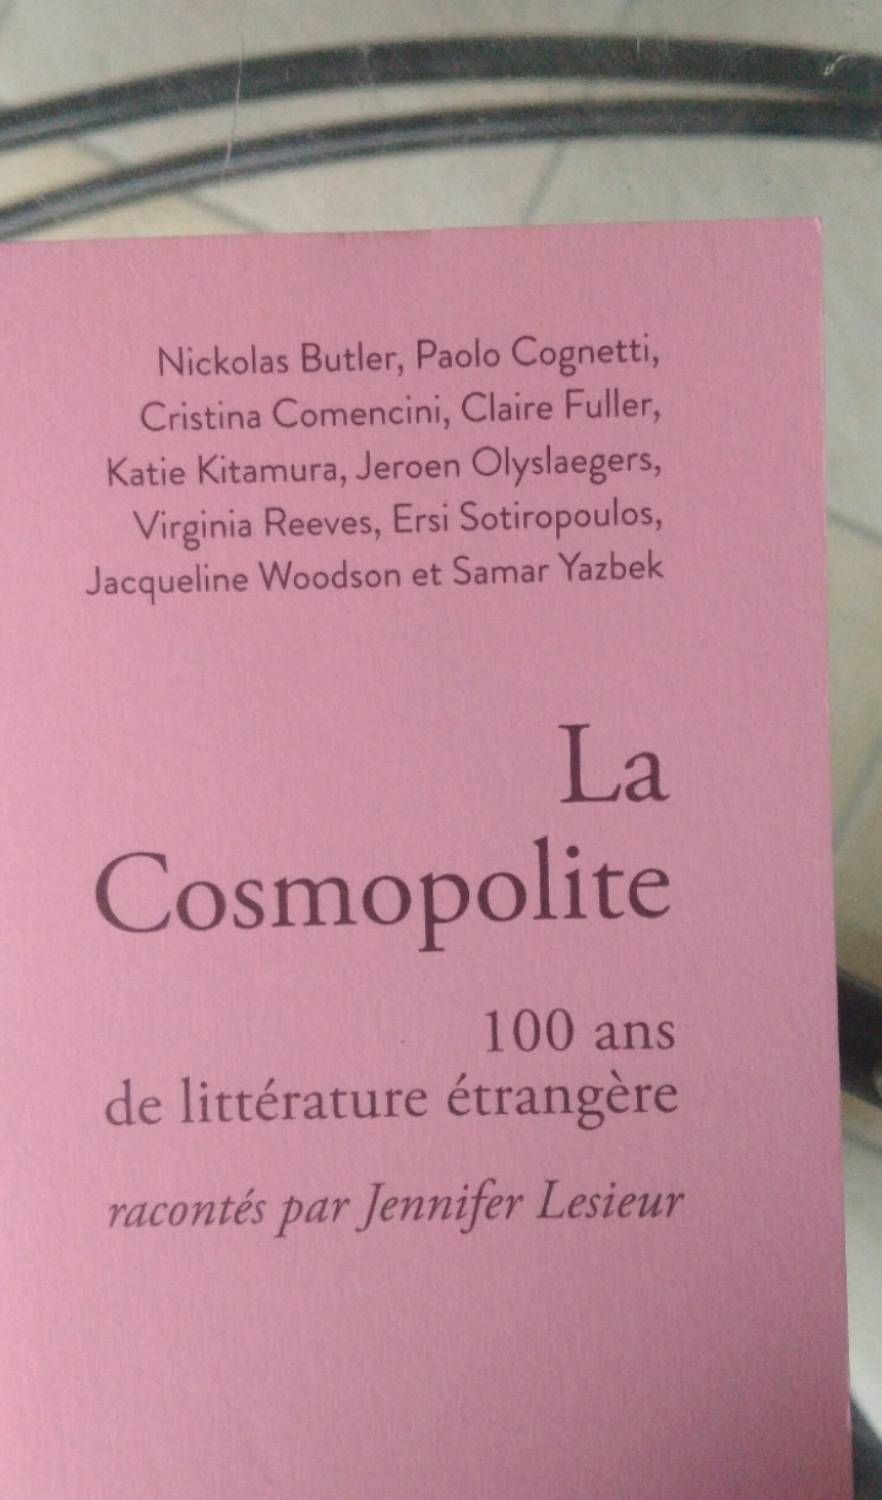 Nickolas Butler, Paolo Cognetti,
Cristina Comencini, Claire Fuller,
Katie Kitamura, Jeroen Olyslaegers,
Virginia Reeves, Ersi Sotiropoulos,
Jacqueline Woodson et Samar Yazbek
La
Cosmopolite
100 ans
de littérature étrangère
racontés par Jennifer Lesieur